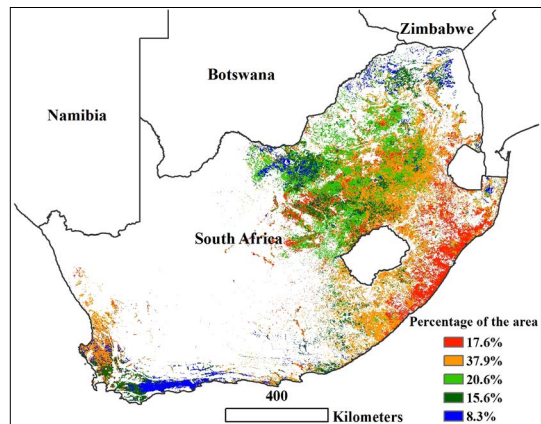 Zimbabwe
Botswana
Namibia
South Africa
Percentage of the area
17.6%
37.9%
20.6%
15.6%
8.3%
400
Kilometers